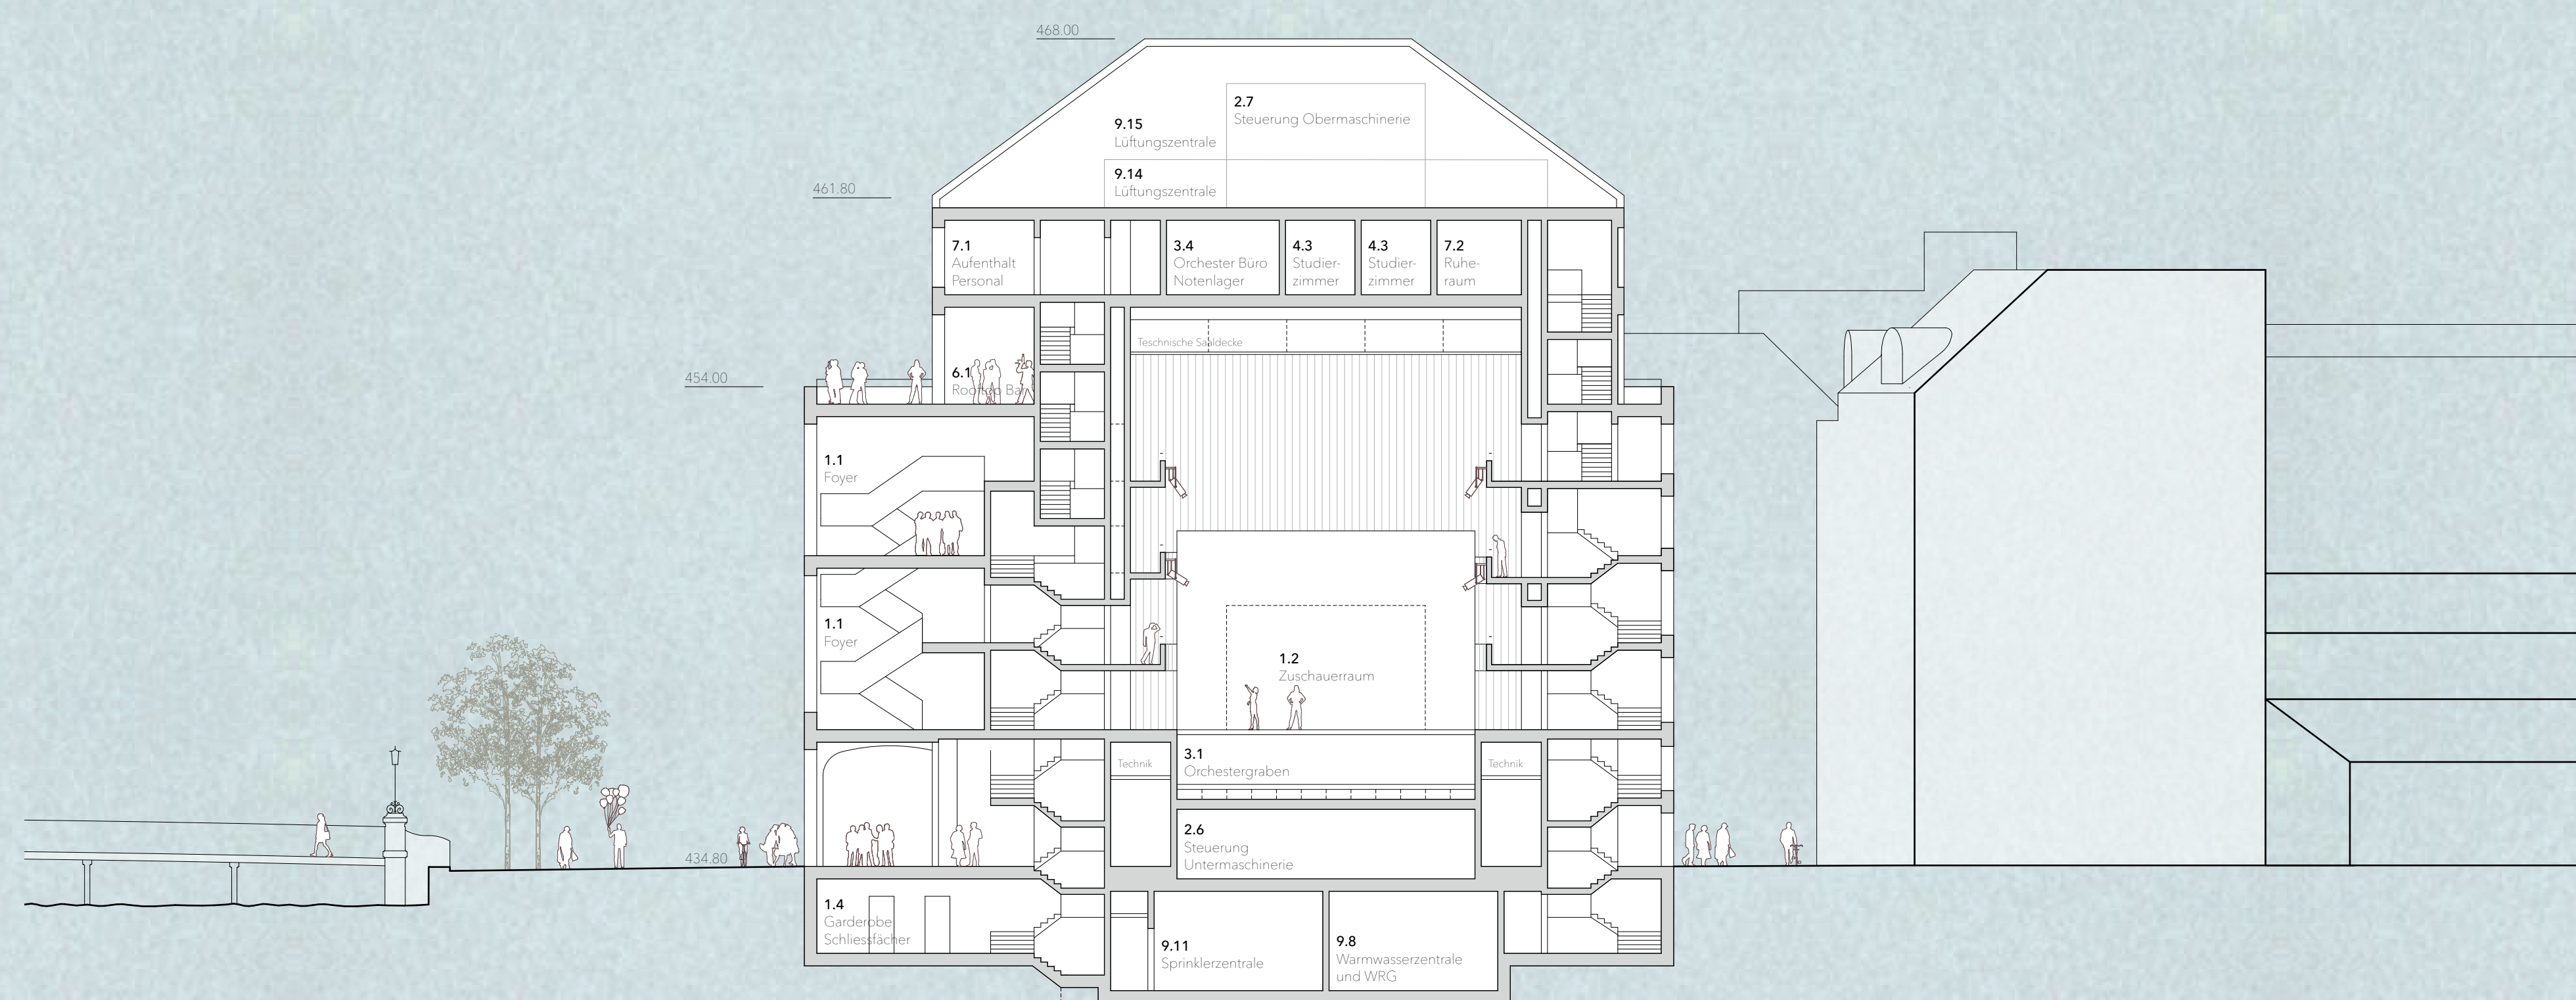 468.00
2.7
Steuerung Obermaschinerie
9.15
Lüftungszentrale
9.14
Lüftungszentrale
461.80
7.1
Aufenthalt
Personal
3.4
Orchester Büro
Notenlager
4.3
Studier-
zimmer
4.3
Studier-
zimmer
7.2
Ruhe-
raum
Teschnische Saaldecke
454.00
6.1
Rooftop Bar
1.1
Foyer
1.1
Foyer
1.2
Zuschauerraum
3.1
Orchestergraben
Technik
Technik
2.6
Steuerung
Untermaschinerie
434.80
1.4
Garderobe
Schliessfächer
9.11
Sprinklerzentrale
9.8
Warmwasserzentrale
und WRG